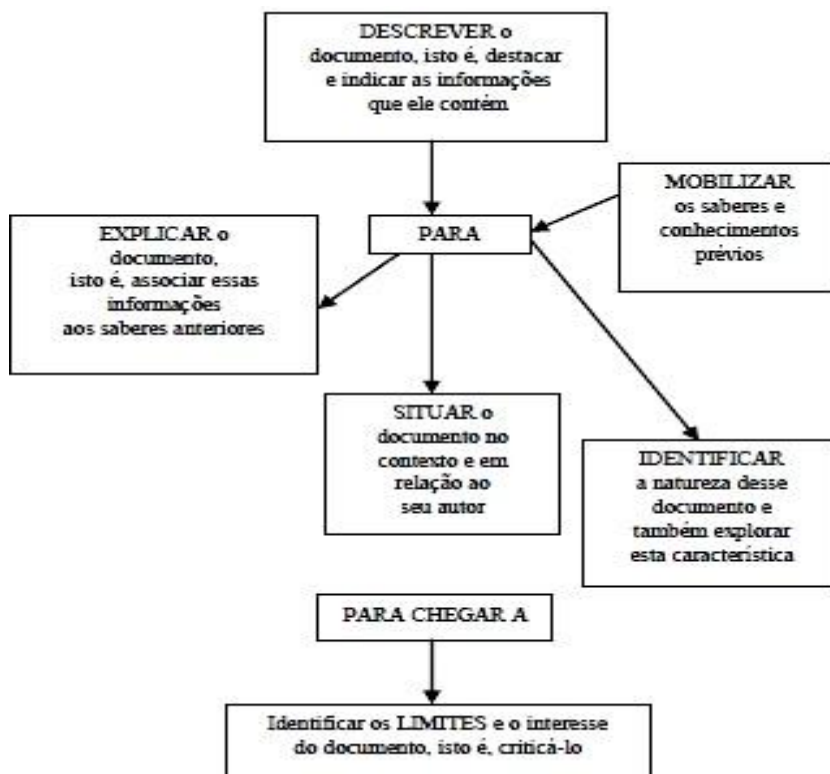 DESCREVER o
documento, isto é, destacar
e indicar as informações
que ele contém
MOBILIZAR
os saberes e
conhecimentos
prévios
PARA
EXPLICAR o
documento,
isto é, associar essas
informações
aos saberes anteriores
SITUAR o
documento no
contexto e em
relação ao
seu autor
IDENTIFICAR
a natureza desse
documento e
também explorar
esta característica
PARA CHEGAR A
Identificar os LIMITES e o interesse
do documento, isto é, criticá-lo